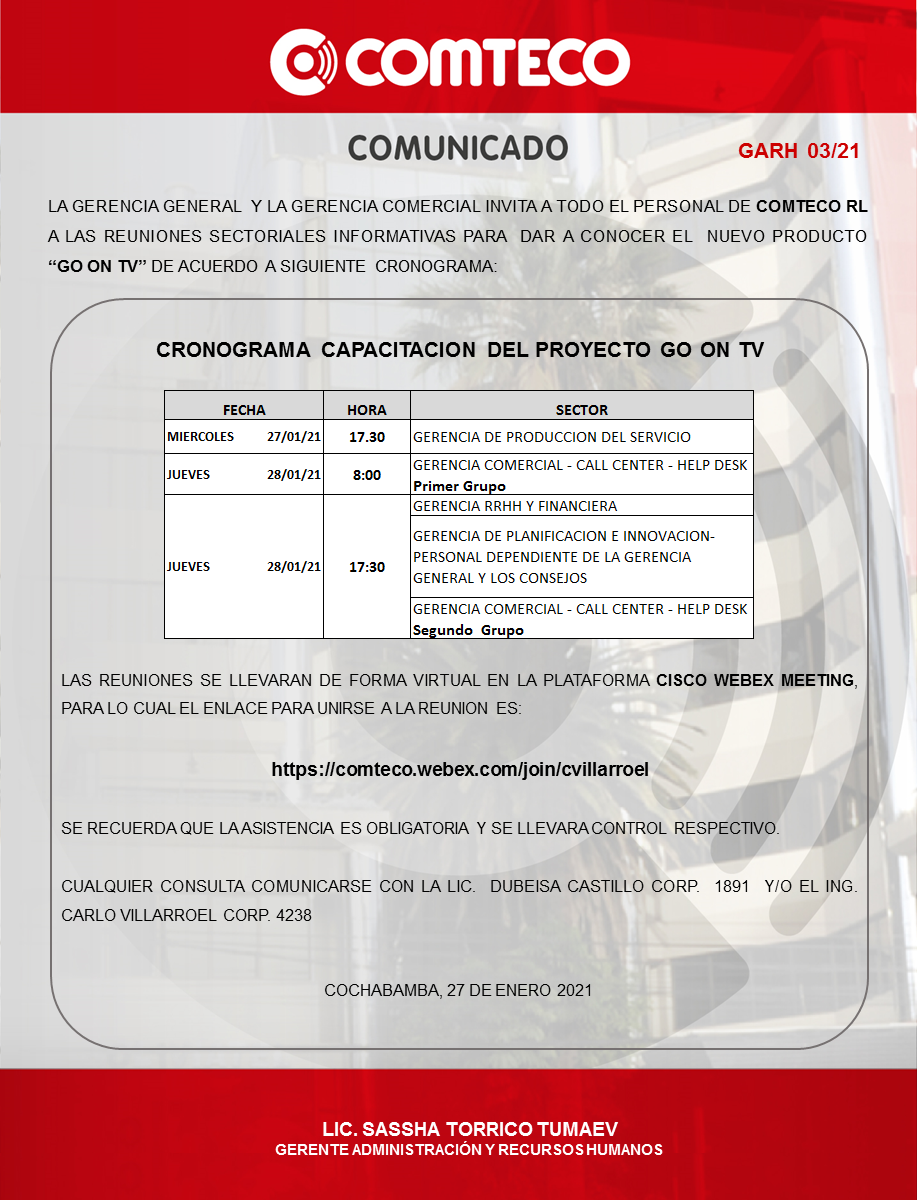 COMTECO
COMUNICADO
GARH 03/21
LA GERENCIA GENERAL Y LA GERENCIA COMERCIAL INVITA A TODO EL PERSONAL DE COMTECO RL
A LAS REUNIONES SECTORIALES INFORMATIVAS PARA DAR A CONOCER EL NUEVO PRODUCTO
“GO ON TV” DE ACUERDO A SIGUIENTE CRONOGRAMA:
CRONOGRAMA CAPACITACION DEL PROYECTO GO ON TV
FECHA HORA SECTOR
MIERCOLES 27/01/21 17.30 GERENCIA DE PRODUCCION DEL SERVICIO
JUEVES 28/01/21 8:00 GERENCIA COMERCIAL - CALL CENTER - HELP DESK
Primer Grupo
GERENCIA RRHH Y FINANCIERA
JUEVES 28/01/21 17:30 GERENCIA DE PLANIFICACION E INNOVACION-
PERSONAL DEPENDIENTE DE LA GERENCIA
GENERAL Y LOS CONSEJOS
GERENCIA COMERCIAL - CALL CENTER - HELP DESK
Segundo Grupo
LAS REUNIONES SE LLEVARAN DE FORMA VIRTUAL EN LA PLATAFORMA CISCO WEBEX MEETING,
PARA LO CUAL EL ENLACE PARA UNIRSE A LA REUNION ES:
https://comteco.webex.com/join/cvillarroel
SE RECUERDA QUE LA ASISTENCIA ES OBLIGATORIA Y SE LLEVARA CONTROL RESPECTIVO.
CUALQUIER CONSULTA COMUNICARSE CON LA LIC. DUBEISA CASTILLO CORP. 1891 Y/O EL ING.
CARLO VILLARROEL CORP. 4238
COCHABAMBA, 27 DE ENERO 2021
LIC. SASSHA TORRICO TUMAEV
GERENTE ADMINISTRACIÓN Y RECURSOS HUMANOS